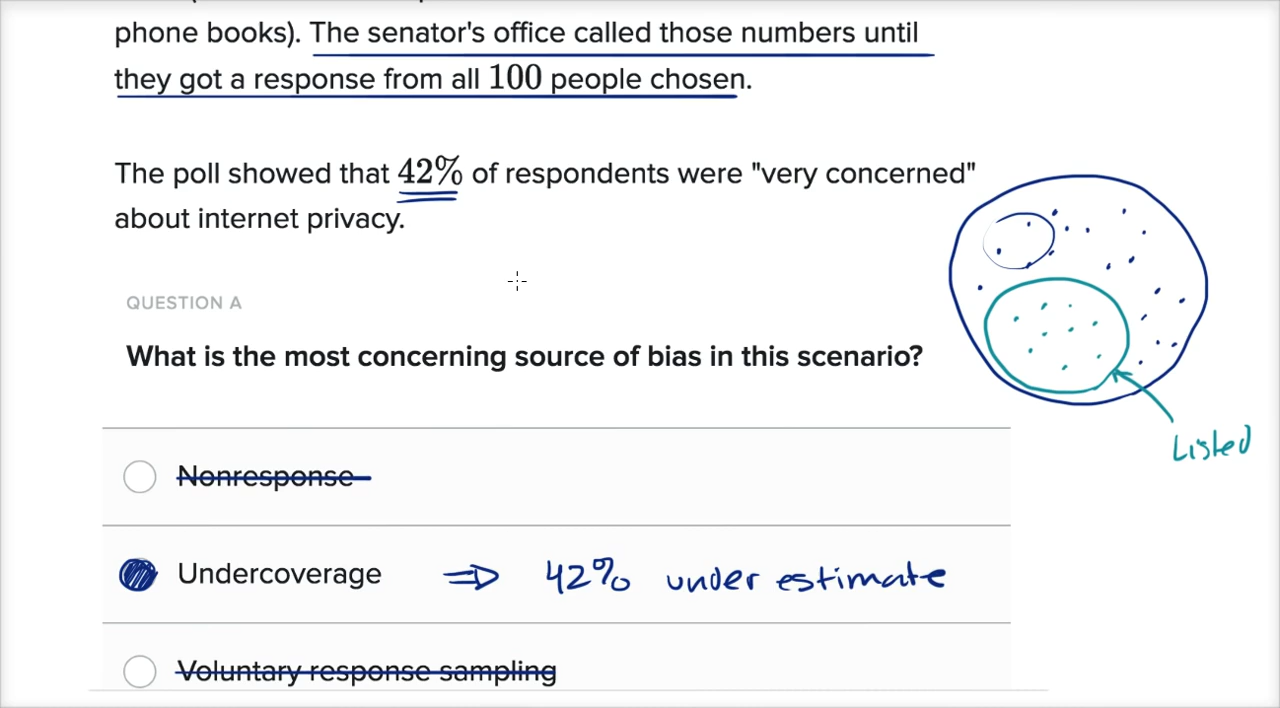 phone books). The senator's office called those numbers until
they got a response from all 100 people chosen.
The poll showed that 42% of respondents were "very concerned"
about internet privacy.
QUESTION A
What is the most concerning source of bias in this scenario?
Listed
Nonresponse
Undercoverage ⇒ 42% under estimate
Voluntary response sampling